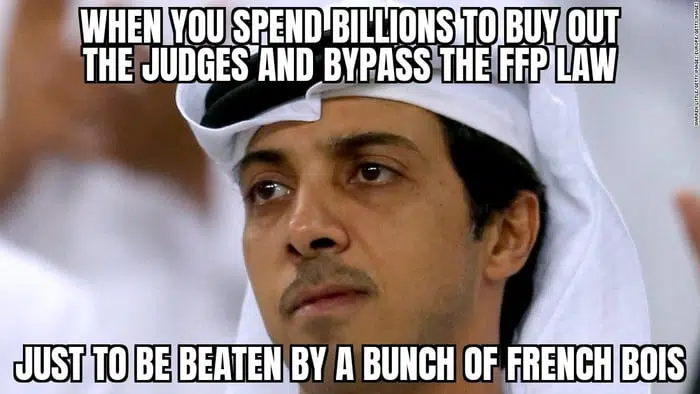 WHEN YOU SPEND BILLIONS TO BUY OUT
THE JUDGES AND BYPASS THE FFP LAW
JUST TO BE BEATEN BY A BUNCH OF FRENCH BOIS